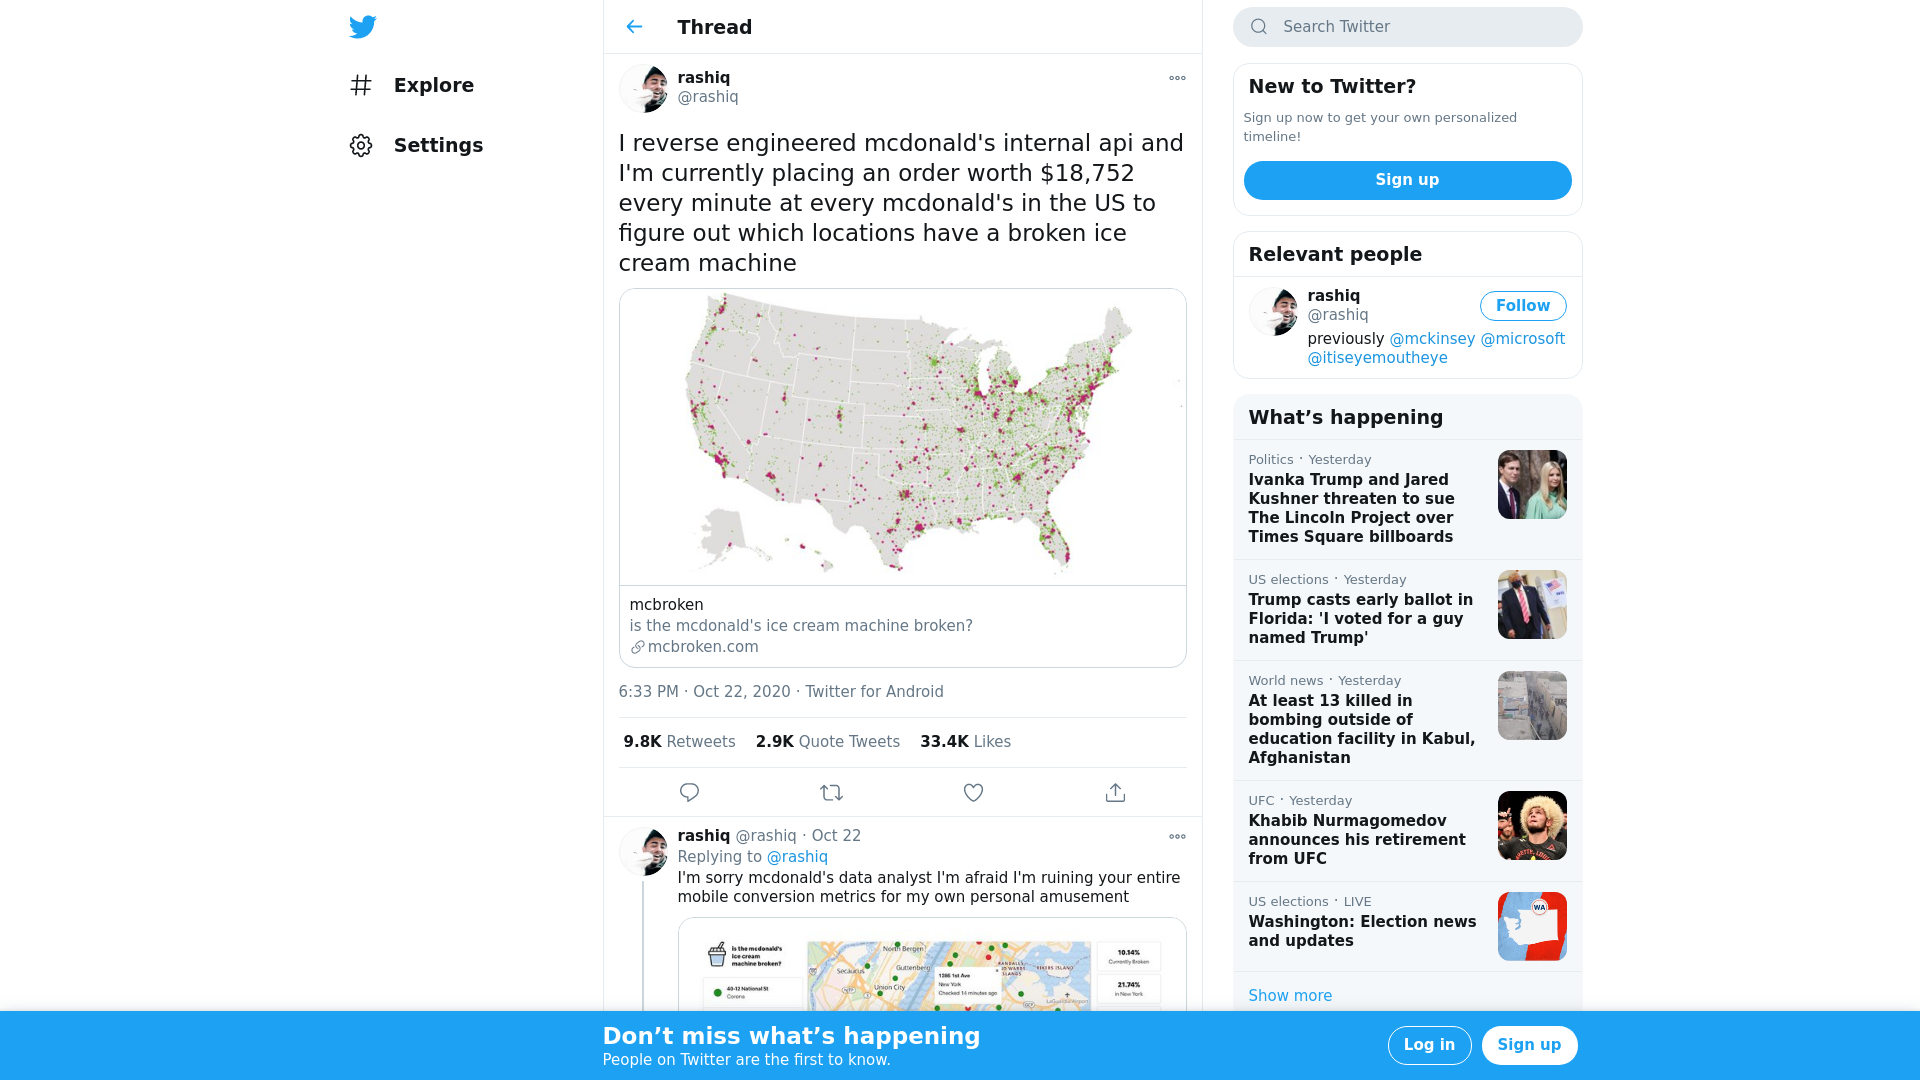 Explore
Settings
Thread
rashiq
@rashiq
I reverse engineered mcdonald's internal api and
I'm currently placing an order worth $18,752
every minute at every mcdonald's in the US to
figure out which locations have a broken ice
cream machine
mcbroken
is the mcdonald's ice cream machine broken?
mcbroken.com
6:33 PM · Oct 22, 2020 · Twitter for Android
9.8K Retweets 2.9K Quote Tweets 33.4K Likes
rashiq @rashiq · Oct 22
Replying to @rashiq
I'm sorry mcdonald's data analyst I'm afraid I'm ruining your entire
mobile conversion metrics for my own personal amusement
is the mcdonald's
ice cream
machine broken?
40-12 National St
Corona
North Bergen
Secaucus
Guttenberg
Union City
1286 1st Ave
New York
Checked 14 minutes ago
RIKERS ISLAND
10.14%
Currently Broken
21.74%
in New York
Search Twitter
New to Twitter?
Sign up now to get your own personalized
timeline!
Sign up
Relevant people
rashiq
@rashiq
Follow
previously @mckinsey @microsoft
@itiseyemoutheye
What’s happening
Politics · Yesterday
Ivanka Trump and Jared
Kushner threaten to sue
The Lincoln Project over
Times Square billboards
US elections · Yesterday
Trump casts early ballot in
Florida: 'I voted for a guy
named Trump'
World news · Yesterday
At least 13 killed in
bombing outside of
education facility in Kabul,
Afghanistan
UFC · Yesterday
Khabib Nurmagomedov
announces his retirement
from UFC
US elections · LIVE
Washington: Election news
and updates
WA
Show more
Don’t miss what’s happening
People on Twitter are the first to know.
Log in
Sign up